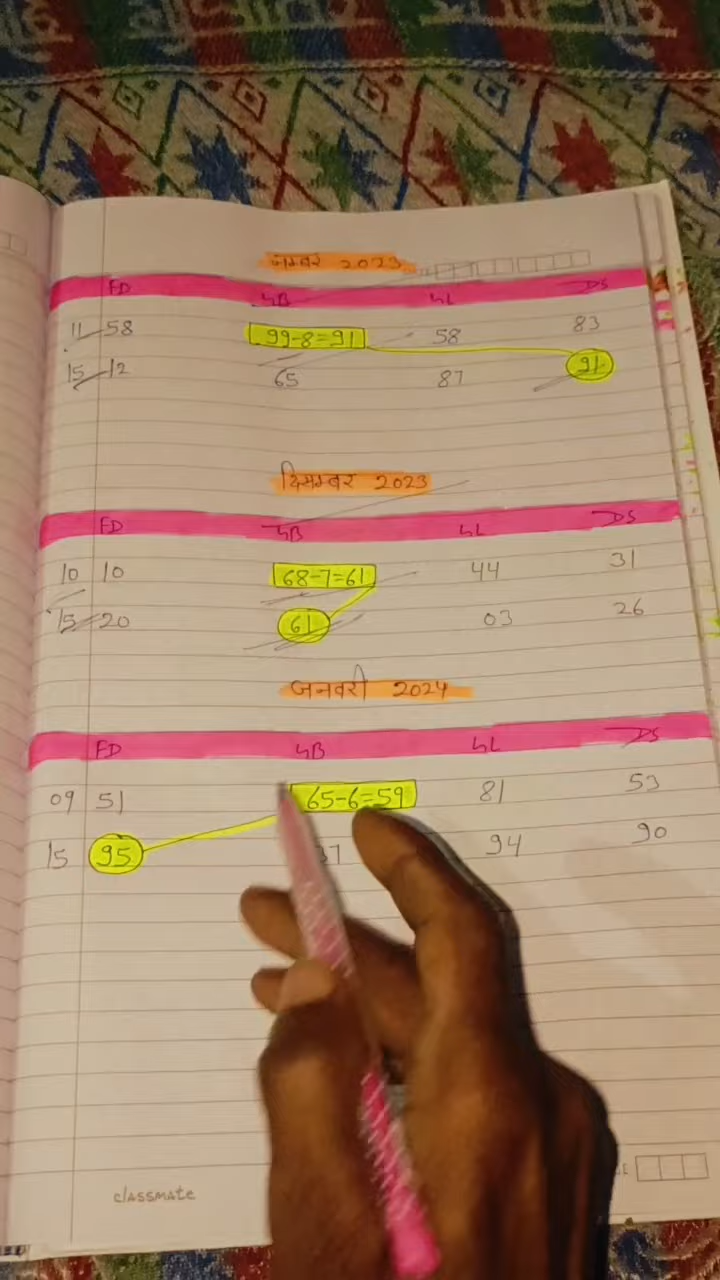 नम्बर 2023
FD GB GL DS
11 58 99-8=91 58 83
91
15 12 65 87
दिसम्बर 2023
FD GB GL DS
10 10 68-7=61 44 31
15 20 61 03 26
जनवरी 2024
FD GB GL DS
09 51 65-6=59 81 53
15 95 37 94 90
classmate